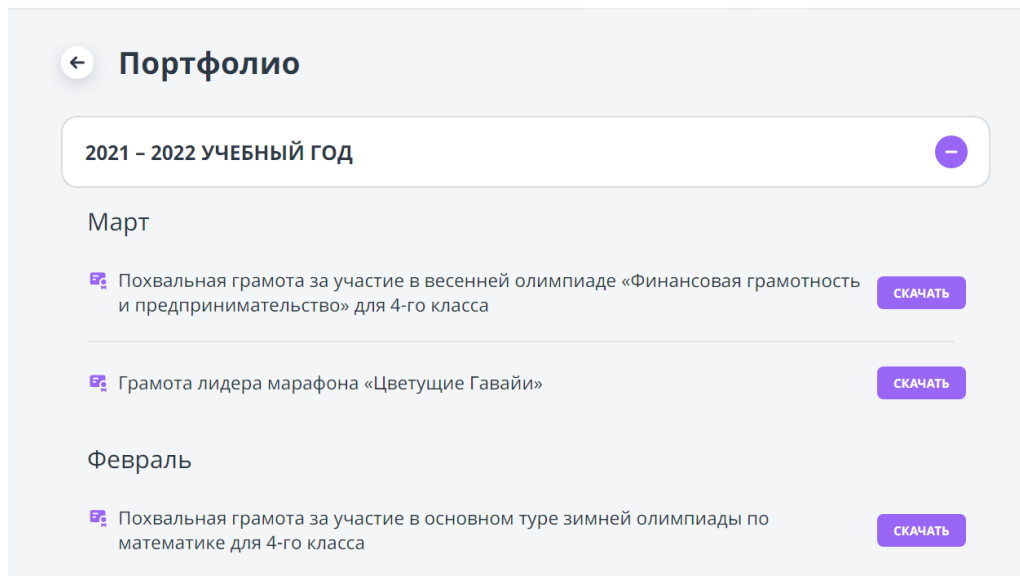 Портфолио
2021 – 2022 УЧЕБНЫЙ ГОД
Март
Похвальная грамота за участие в весенней олимпиаде «Финансовая грамотность
и предпринимательство» для 4-го класса
СКАЧАТЬ
Грамота лидера марафона «Цветущие Гавайи»
СКАЧАТЬ
Февраль
Похвальная грамота за участие в основном туре зимней олимпиады по
математике для 4-го класса
СКАЧАТЬ